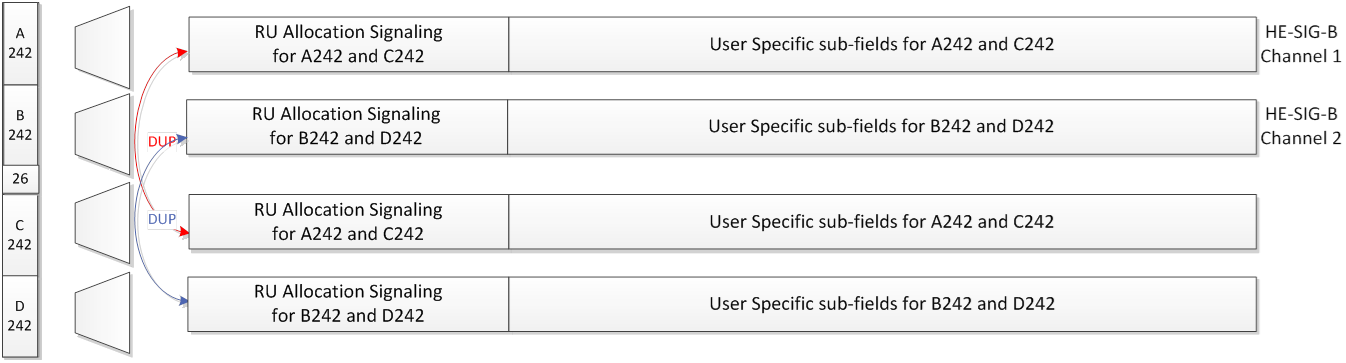 A
242
RU Allocation Signaling
for A242 and C242
User Specific sub-fields for A242 and C242
HE-SIG-B
Channel 1
B
242
DUP
RU Allocation Signaling
for B242 and D242
User Specific sub-fields for B242 and D242
HE-SIG-B
Channel 2
26
C
242
DUP
RU Allocation Signaling
for A242 and C242
User Specific sub-fields for A242 and C242
D
242
RU Allocation Signaling
for B242 and D242
User Specific sub-fields for B242 and D242